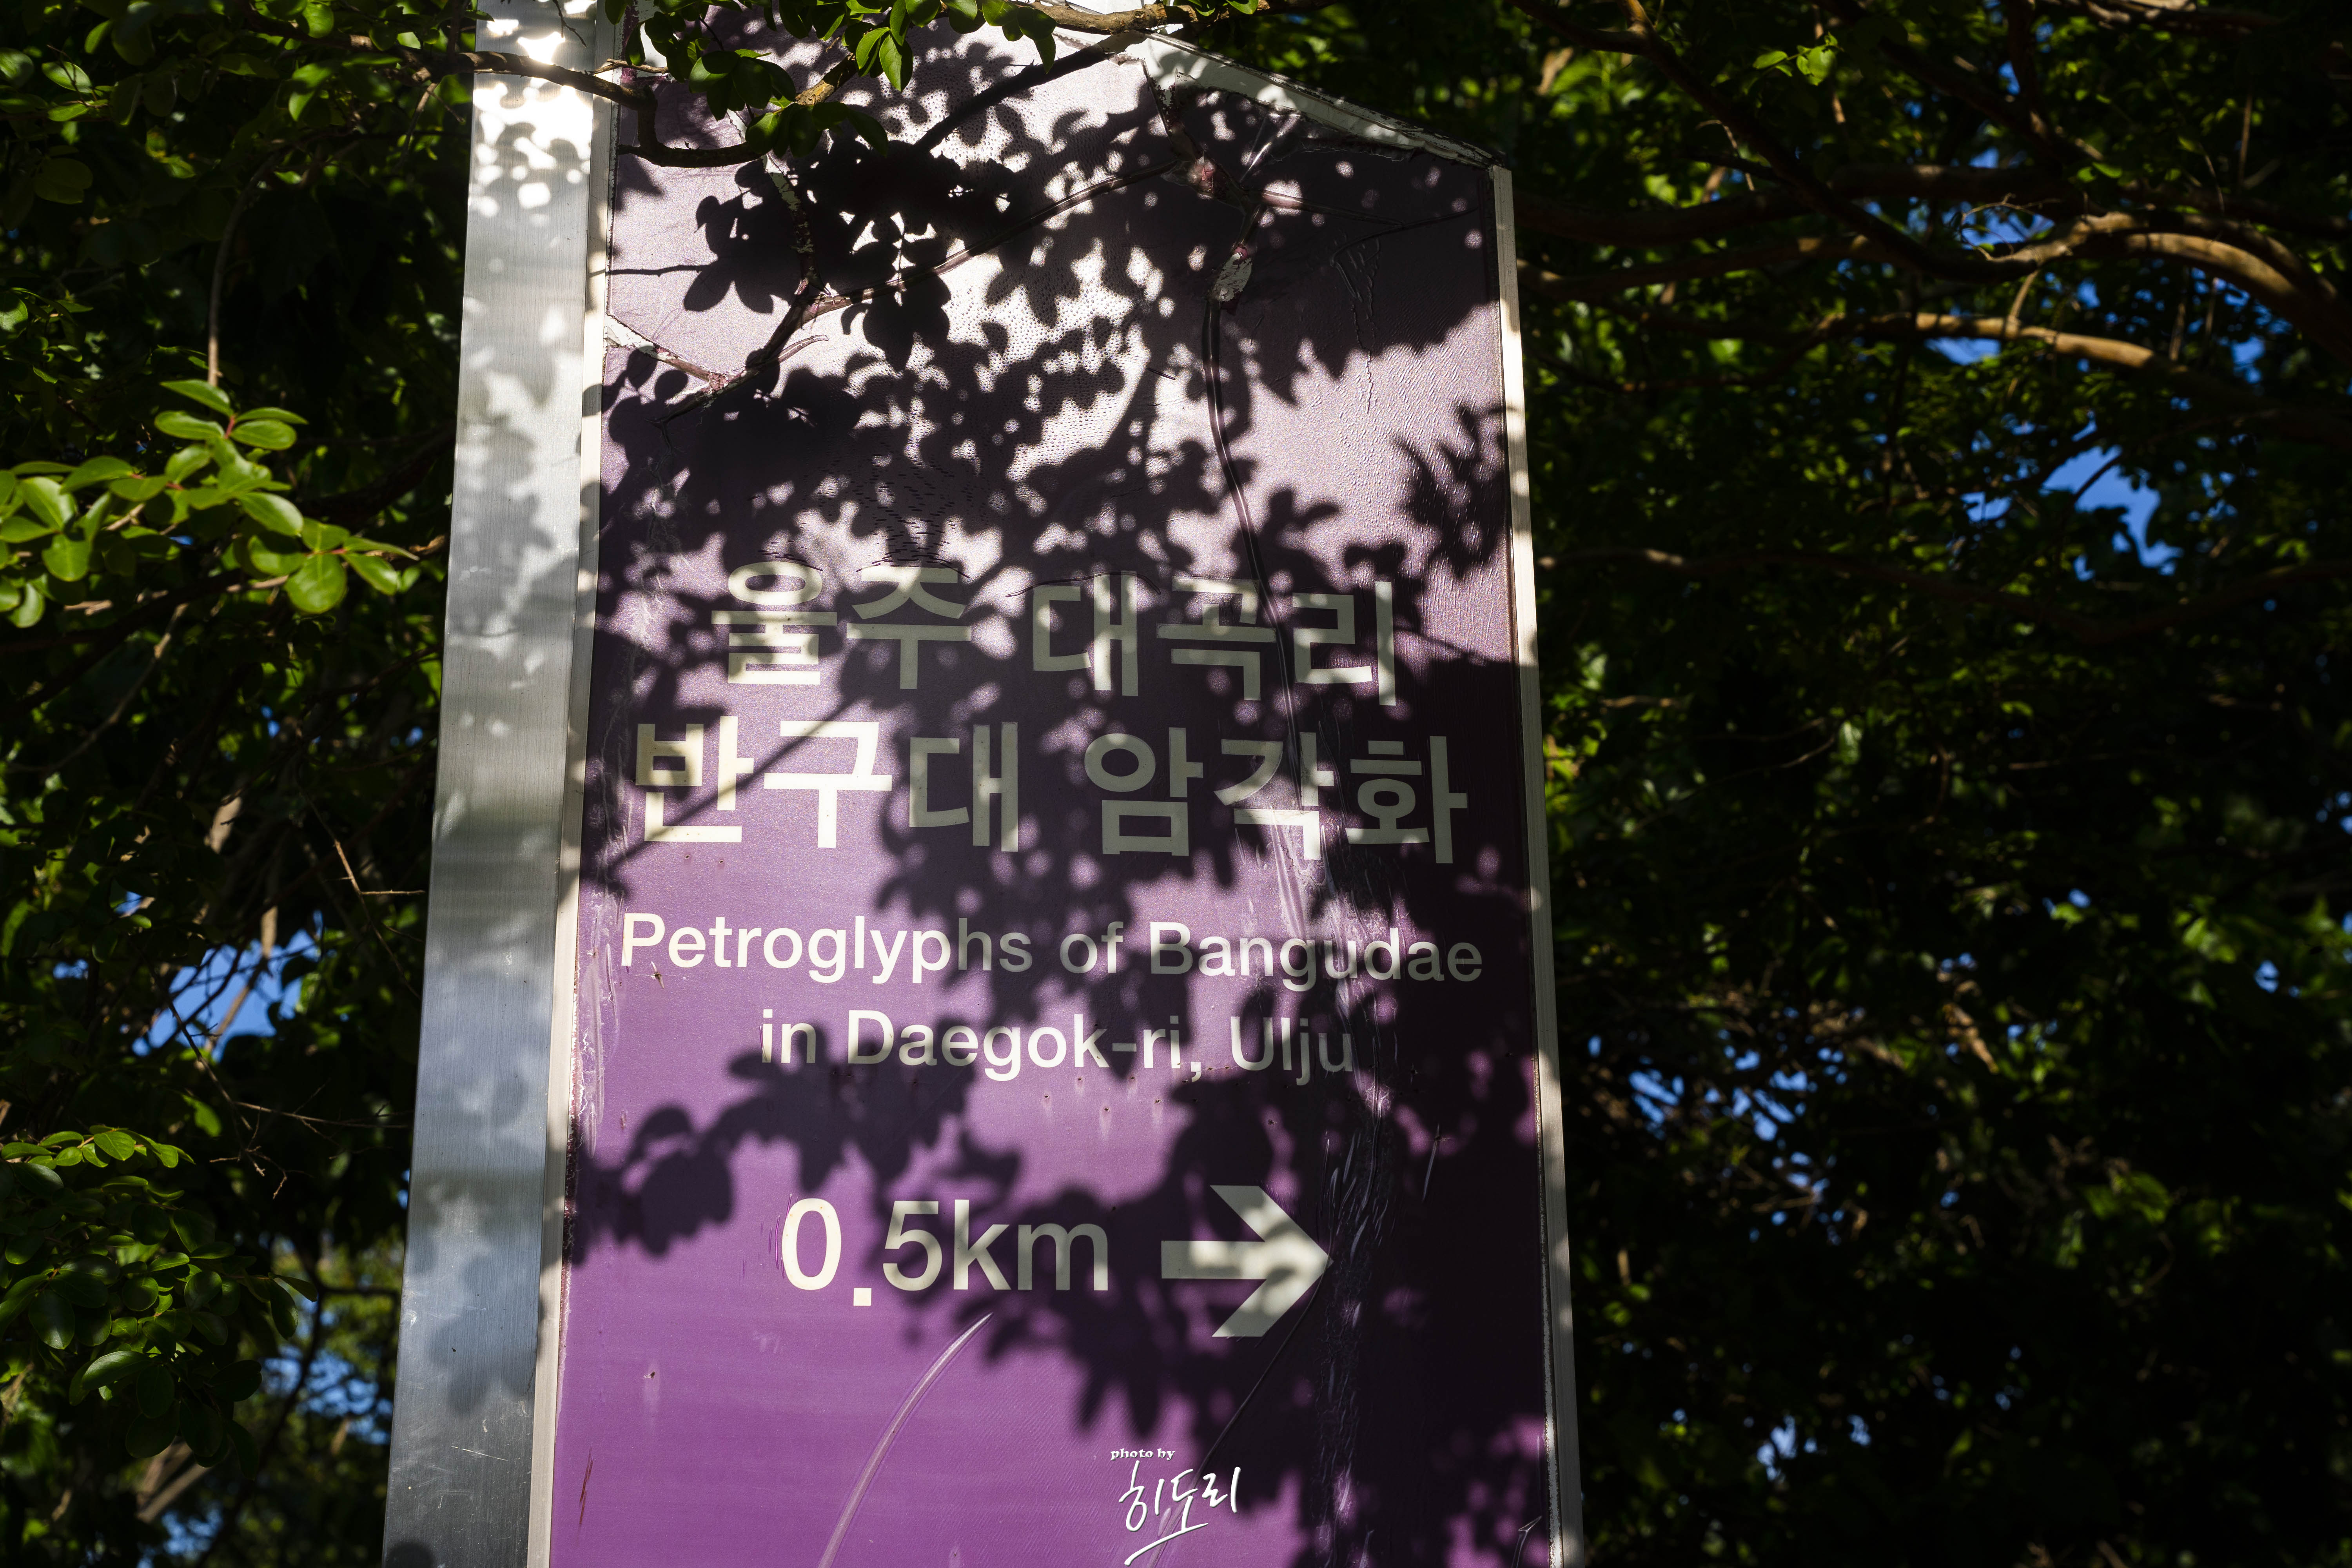 울주 대곡리
반구대 암각화
Petroglyphs of Bangudae
in Daegok-ri, Ulju
0.5km →
photo by
히도리